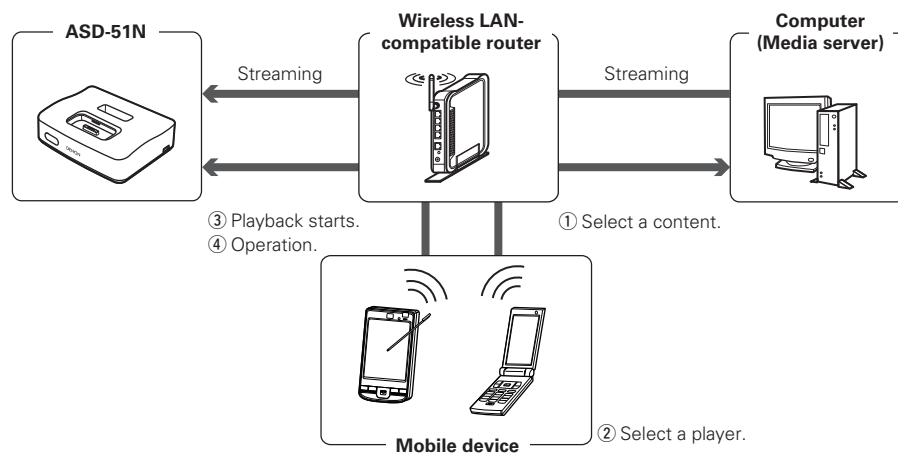 ASD-51N
Wireless LAN-
compatible router
Computer
(Media server)
Streaming
Streaming
DENON
③ Playback starts.
④ Operation.
① Select a content.
② Select a player.
Mobile device